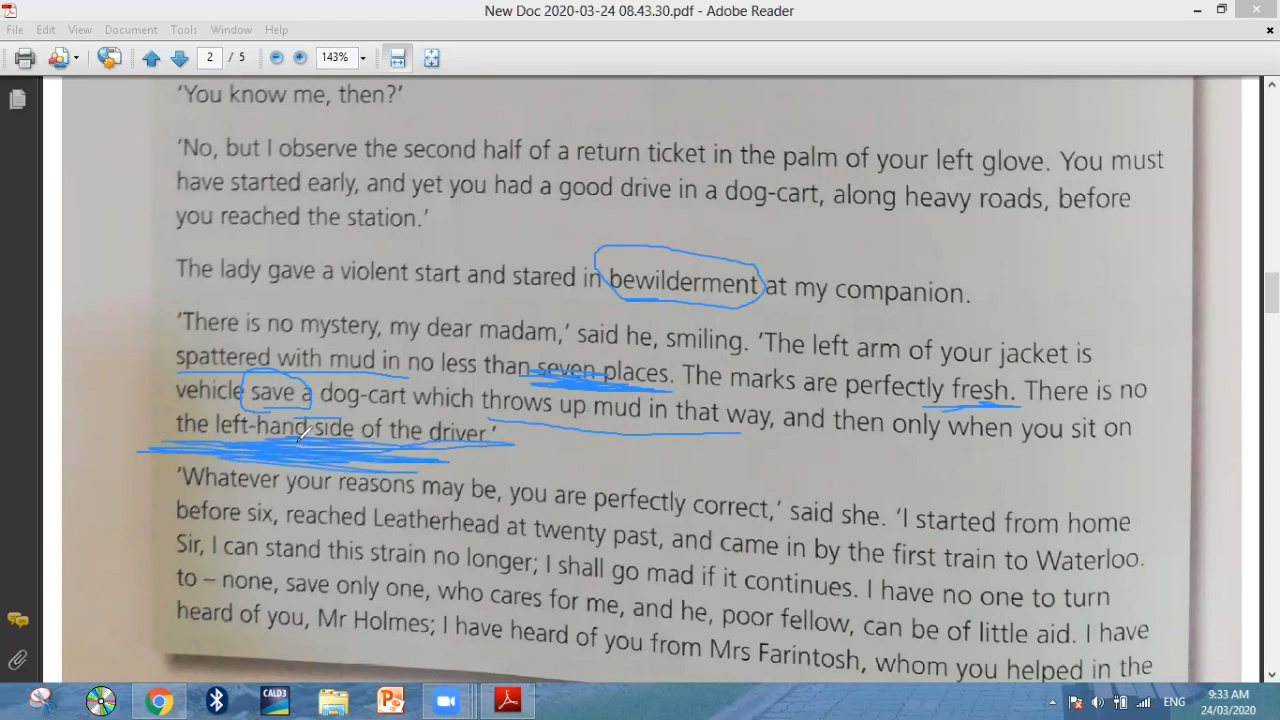 New Doc 2020-03-24 08.43.30.pdf - Adobe Reader
File Edit View Document Tools Window Help
2 / 5 143%
'You know me, then?'
'No, but I observe the second half of a return ticket in the palm of your left glove. You must
have started early, and yet you had a good drive in a dog-cart, along heavy roads, before
you reached the station.'
The lady gave a violent start and stared in bewilderment at my companion.
'There is no mystery, my dear madam,' said he, smiling. 'The left arm of your jacket is
spattered with mud in no less than seven places. The marks are perfectly fresh. There is no
vehicle save a dog-cart which throws up mud in that way, and then only when you sit on
the left-hand side of the driver.'
'Whatever your reasons may be, you are perfectly correct,' said she. 'I started from home
before six, reached Leatherhead at twenty past, and came in by the first train to Waterloo.
Sir, I can stand this strain no longer; I shall go mad if it continues. I have no one to turn
to – none, save only one, who cares for me, and he, poor fellow, can be of little aid. I have
heard of you, Mr Holmes; I have heard of you from Mrs Farintosh, whom you helped in the
CALD3
ENG
9:33 AM
24/03/2020